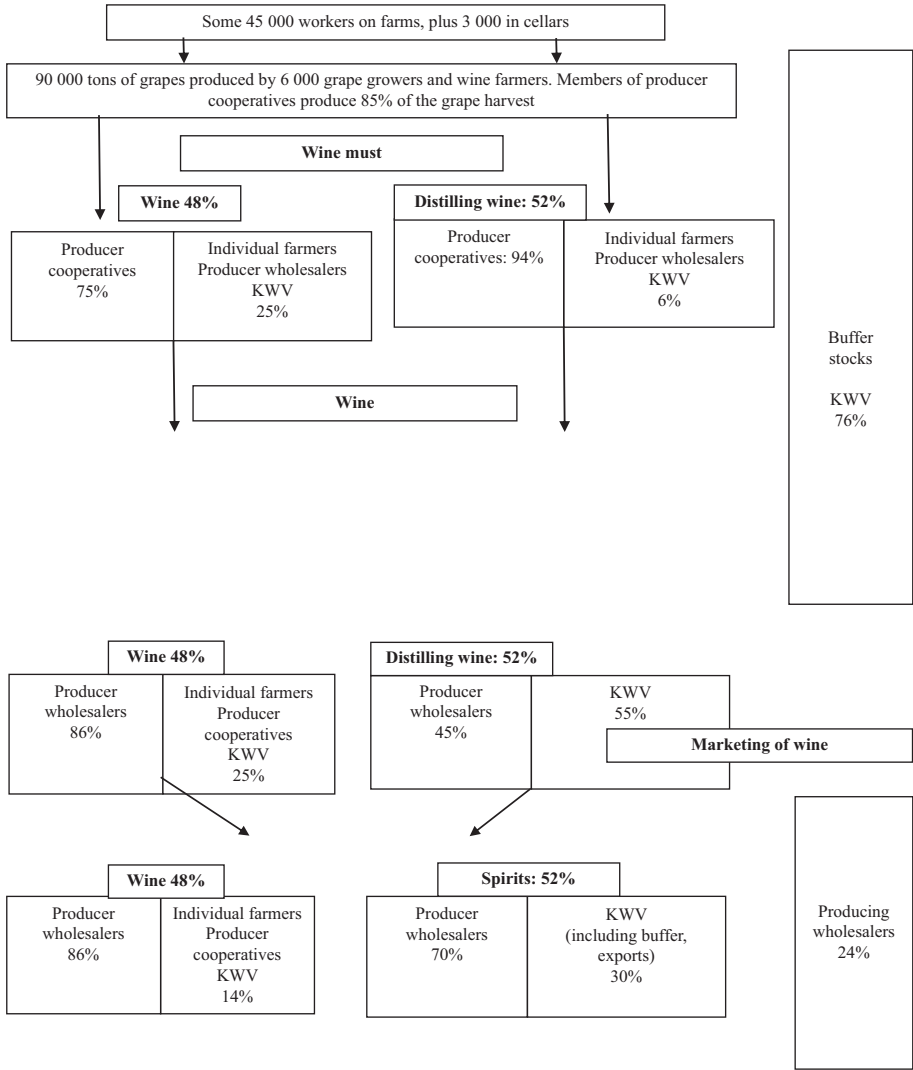 Some 45 000 workers on farms, plus 3 000 in cellars
90 000 tons of grapes produced by 6 000 grape growers and wine farmers. Members of producer
cooperatives produce 85% of the grape harvest
Wine must
Wine 48%
Producer
cooperatives
75%
Individual farmers
Producer wholesalers
KWV
25%
Distilling wine: 52%
Producer
cooperatives: 94%
Individual farmers
Producer wholesalers
KWV
6%
Buffer
stocks
KWV
76%
Wine
Wine 48%
Producer
wholesalers
86%
Individual farmers
Producer
cooperatives
KWV
25%
Distilling wine: 52%
Producer
wholesalers
45%
KWV
55%
Marketing of wine
Wine 48%
Producer
wholesalers
86%
Individual farmers
Producer
cooperatives
KWV
14%
Spirits: 52%
Producer
wholesalers
70%
KWV
(including buffer,
exports)
30%
Producing
wholesalers
24%